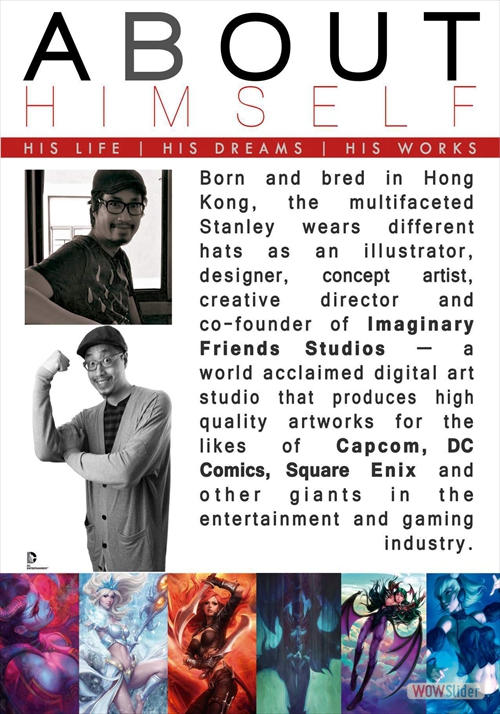 ABOUT
HIMSELF
HIS LIFE | HIS DREAMS | HIS WORKS
Born and bred in Hong
Kong, the multifaceted
Stanley wears different
hats as an illustrator,
designer, concept artist,
creative director and
co-founder of Imaginary
Friends Studios — a
world acclaimed digital art
studio that produces high
quality artworks for the
likes of Capcom, DC
Comics, Square Enix and
other giants in the
entertainment and gaming
industry.
DC
ENTERTAINMENT
WOWSlider